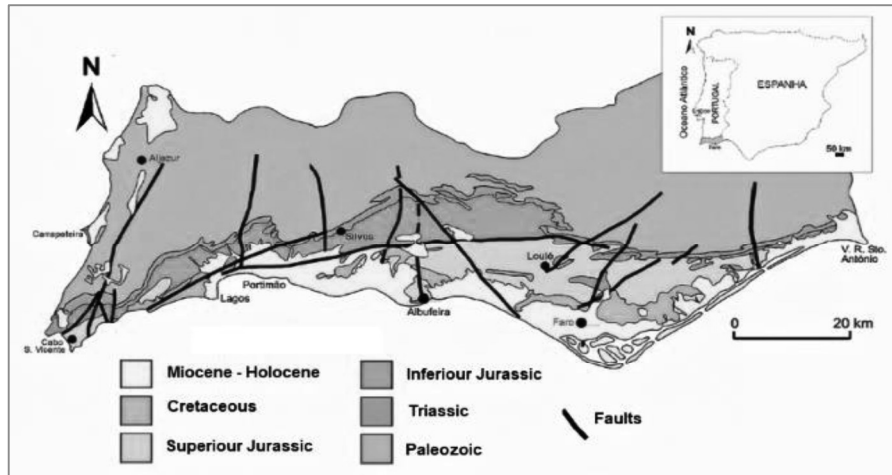 N
N
Oceano Atlântico
PORTUGAL
ESPANHA
50 km
Aljezur
Carrapateira
Silves
Loulé
V. R. Sto.
António
Portimão
Lagos
Albufeira
Faro
Cabo
S. Vicente
0 20 km
Miocene - Holocene
Inferiour Jurassic
Cretaceous
Triassic
Faults
Superiour Jurassic
Paleozoic